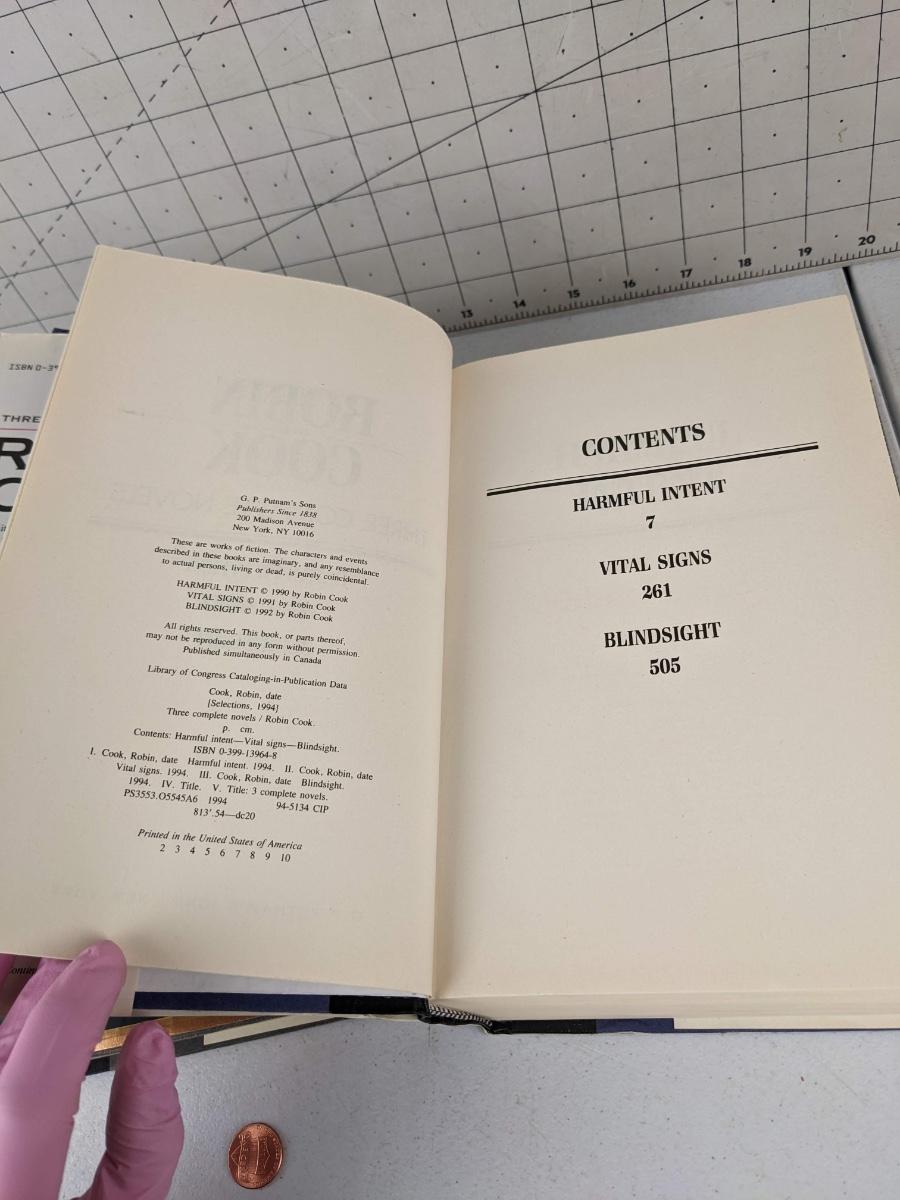 13 14 15 16 17 18 19 20
ISBN 0-39
THRE
R
G. P. Putnam's Sons
Publishers Since 1838
200 Madison Avenue
New York, NY 10016
These are works of fiction. The characters and events
described in these books are imaginary, and any resemblance
to actual persons, living or dead, is purely coincidental.
HARMFUL INTENT © 1990 by Robin Cook
VITAL SIGNS © 1991 by Robin Cook
BLINDSIGHT © 1992 by Robin Cook
All rights reserved. This book, or parts thereof,
may not be reproduced in any form without permission.
Published simultaneously in Canada
Library of Congress Cataloging-in-Publication Data
Cook, Robin, date
[Selections, 1994]
Three complete novels / Robin Cook.
p. cm.
Contents: Harmful intent—Vital signs—Blindsight.
ISBN 0-399-13964-8
I. Cook, Robin, date Harmful intent. 1994. II. Cook, Robin, date
Vital signs. 1994. III. Cook, Robin, date Blindsight.
1994. IV. Title. V. Title: 3 complete novels.
PS3553.O5545A6 1994 94-5134 CIP
813'.54—dc20
Printed in the United States of America
2 3 4 5 6 7 8 9 10
CONTENTS
HARMFUL INTENT
7
VITAL SIGNS
261
BLINDSIGHT
505